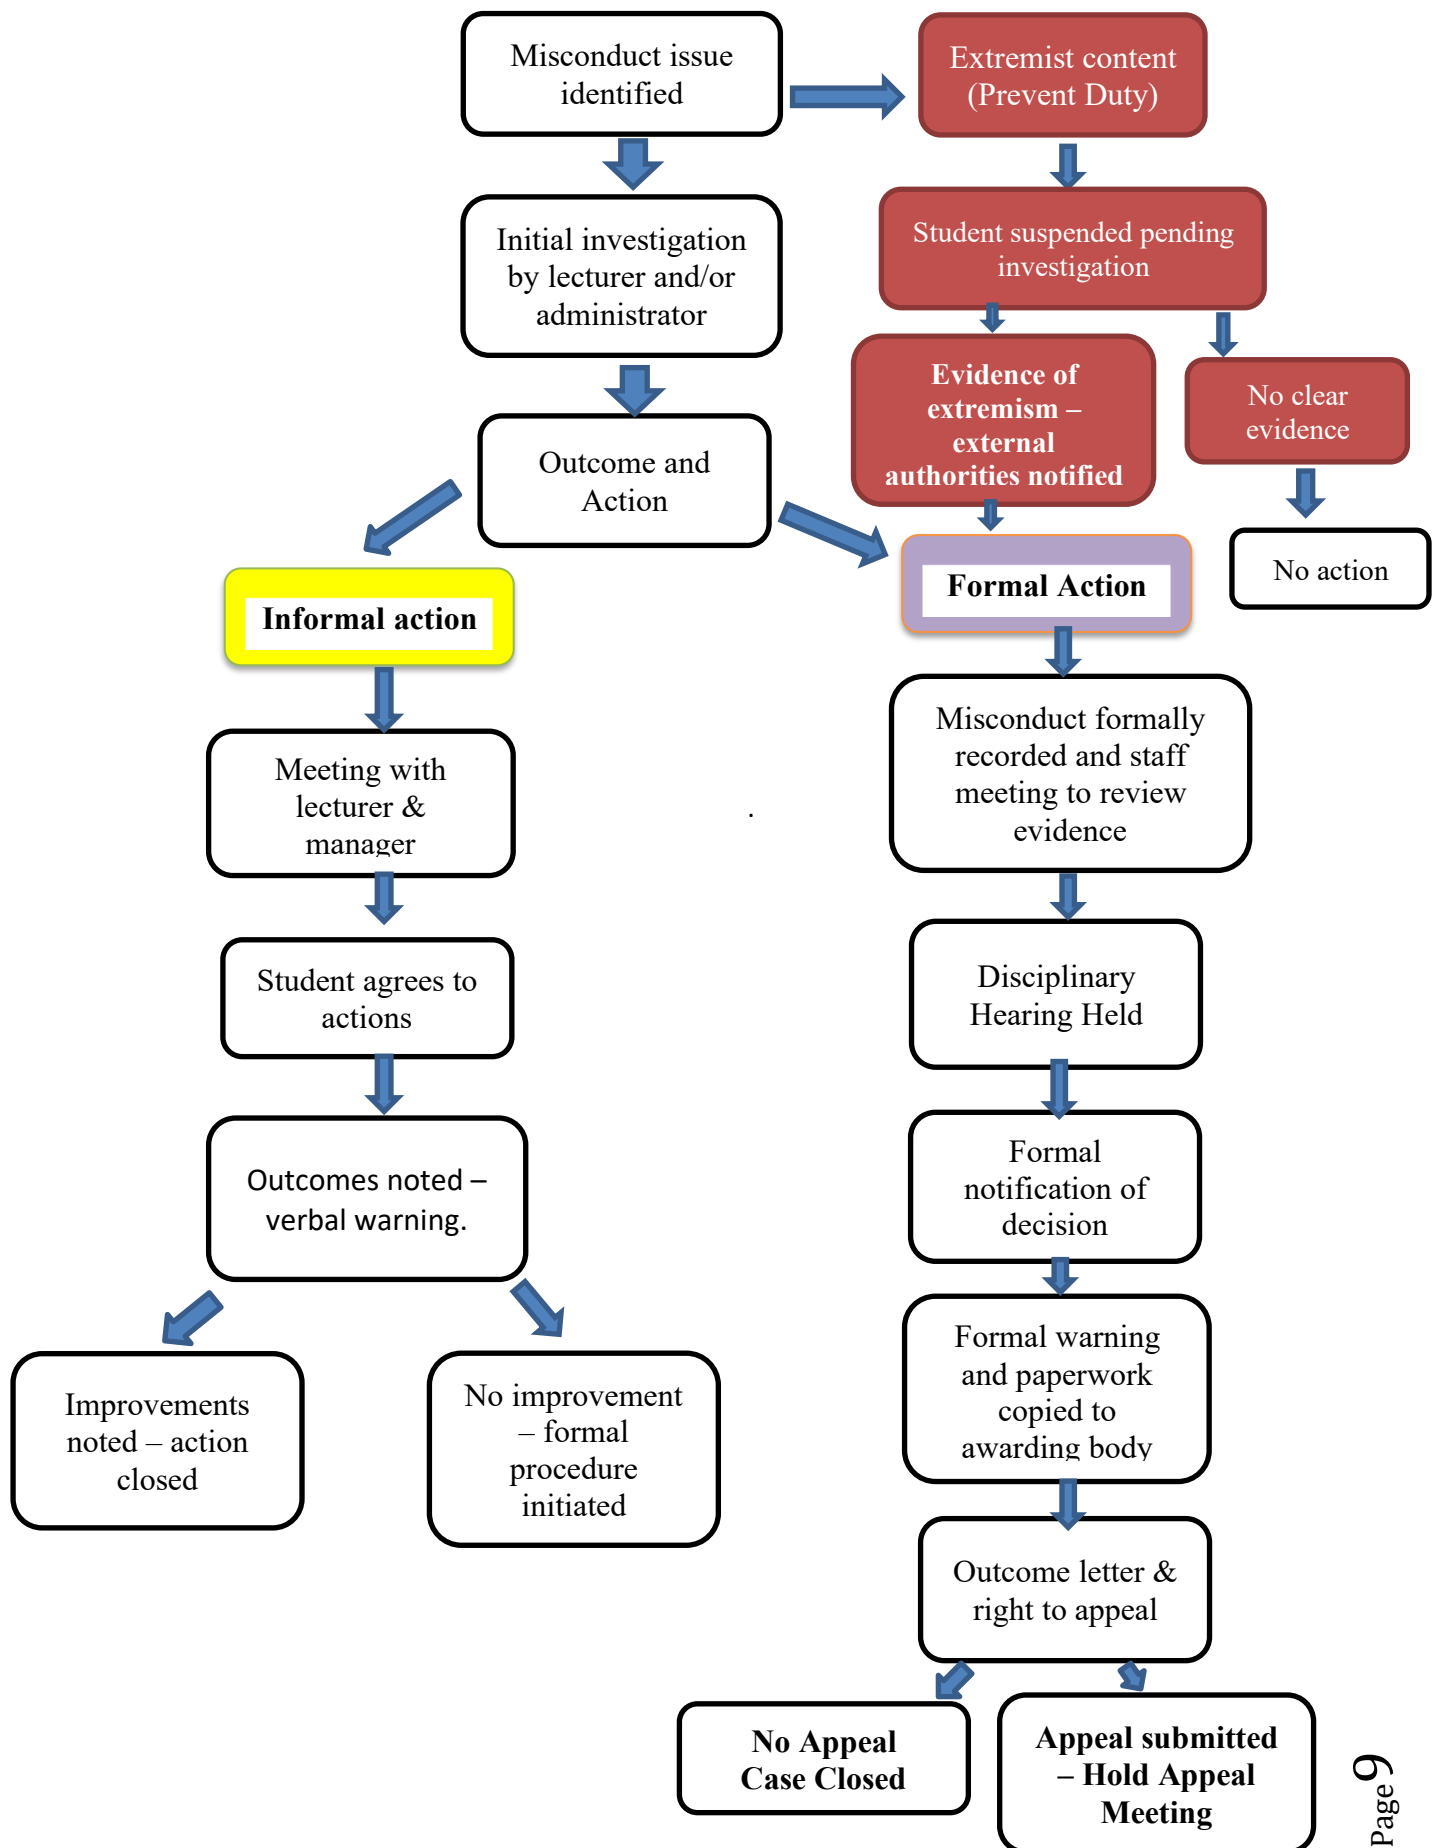 Misconduct issue
identified
Extremist content
(Prevent Duty)
Initial investigation
by lecturer and/or
administrator
Student suspended pending
investigation
Evidence of
extremism –
external
authorities notified
No clear
evidence
Outcome and
Action
No action
Informal action
Formal Action
Meeting with
lecturer &
manager
Misconduct formally
recorded and staff
meeting to review
evidence
.
Student agrees to
actions
Disciplinary
Hearing Held
Outcomes noted –
verbal warning.
Formal
notification of
decision
Improvements
noted – action
closed
No improvement
– formal
procedure
initiated
Formal warning
and paperwork
copied to
awarding body
Outcome letter &
right to appeal
No Appeal
Case Closed
Appeal submitted
– Hold Appeal
Meeting
Page 9